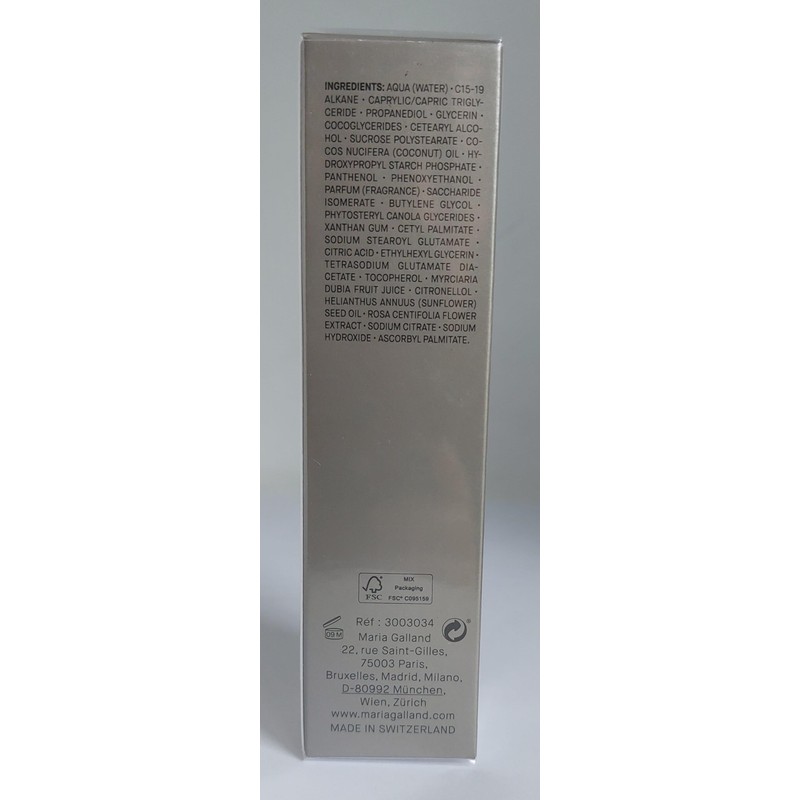 INGREDIENTS: AQUA (WATER) • C15-19
ALKANE • CAPRYLIC/CAPRIC TRIGLY-
CERIDE • PROPANEDIOL • GLYCERIN •
COCOGLYCERIDES • CETEARYL ALCO-
HOL • SUCROSE POLYSTEARATE • CO-
COS NUCIFERA (COCONUT) OIL • HY-
DROXYPROPYL STARCH PHOSPHATE •
PANTHENOL • PHENOXYETHANOL •
PARFUM (FRAGRANCE) • SACCHARIDE
ISOMERATE • BUTYLENE GLYCOL •
PHYTOSTERYL CANOLA GLYCERIDES •
XANTHAN GUM • CETYL PALMITATE •
SODIUM STEAROYL GLUTAMATE •
CITRIC ACID • ETHYLHEXYLGLYCERIN •
TETRASODIUM GLUTAMATE DIA-
CETATE • TOCOPHEROL • MYRCIARIA
DUBIA FRUIT JUICE • CITRONELLOL •
HELIANTHUS ANNUUS (SUNFLOWER)
SEED OIL • ROSA CENTIFOLIA FLOWER
EXTRACT • SODIUM CITRATE • SODIUM
HYDROXIDE • ASCORBYL PALMITATE.
MIX
Packaging
FSC FSC® C095159
Réf : 3003034
09 M
Maria Galland
22, rue Saint-Gilles,
75003 Paris,
Bruxelles, Madrid, Milano,
D-80992 München,
Wien, Zürich
www.mariagalland.com
MADE IN SWITZERLAND